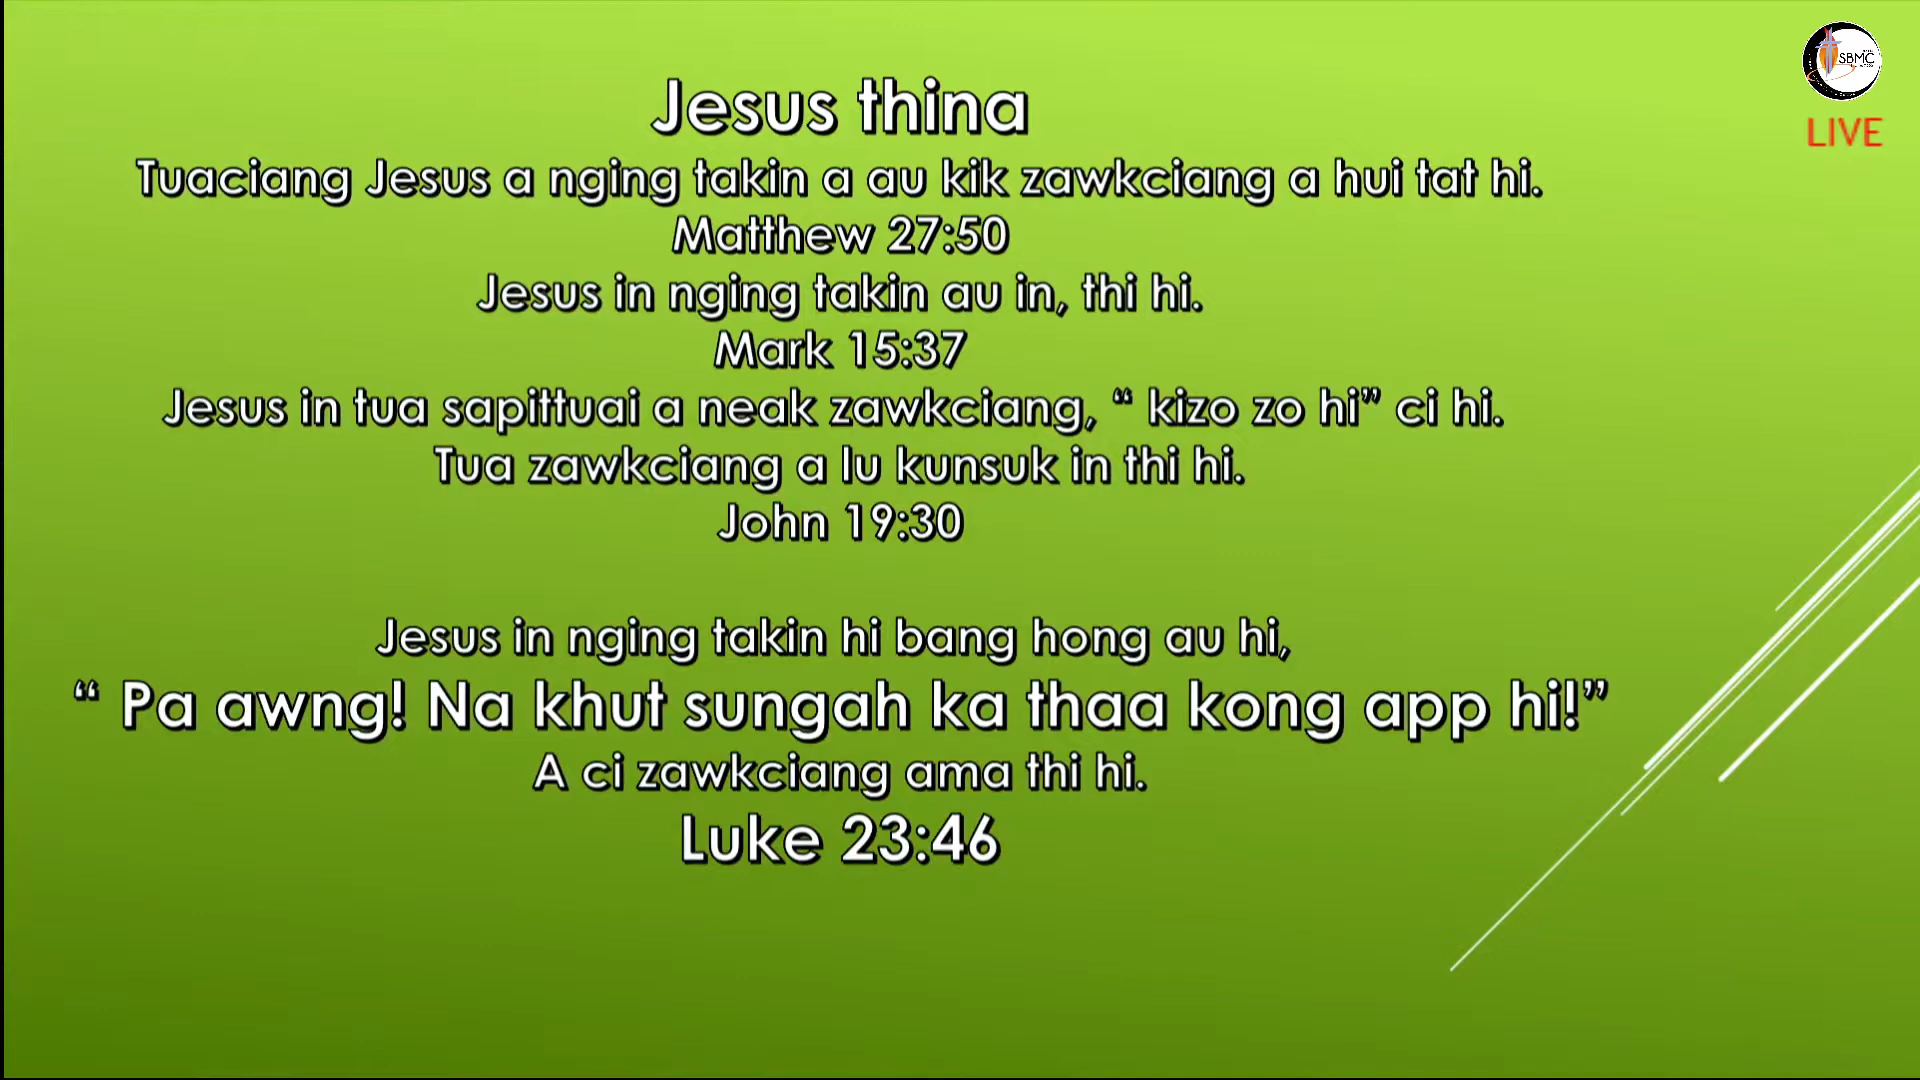 SBMC
LIVE
Jesus thina
Tuaciang Jesus a nging takin a au kik zawkciang a hui tat hi.
Matthew 27:50
Jesus in nging takin au in, thi hi.
Mark 15:37
Jesus in tua sapittuai a neak zawkciang, “ kizo zo hi” ci hi.
Tua zawkciang a lu kunsuk in thi hi.
John 19:30
Jesus in nging takin hi bang hong au hi,
“ Pa awng! Na khut sungah ka thaa kong app hi!”
A ci zawkciang ama thi hi.
Luke 23:46